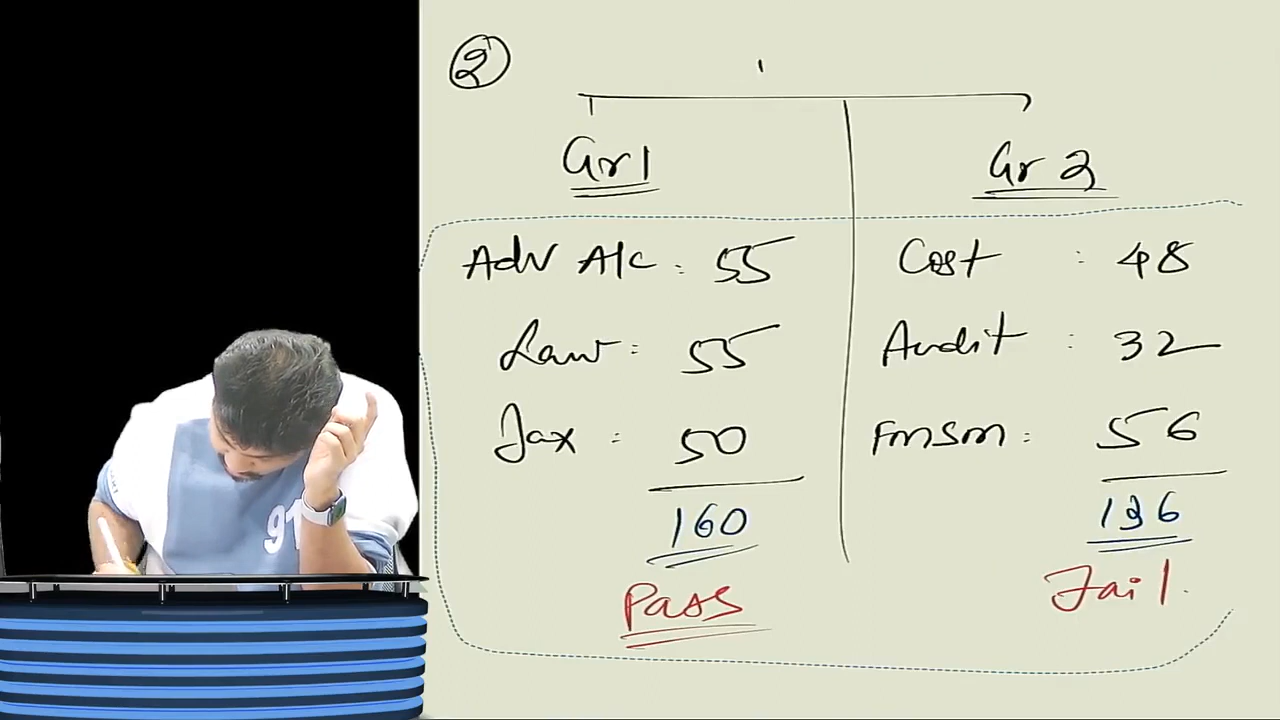 2
Gr 1
Gr 2
Adv A/c : 55
Law : 55
Tax : 50
160
Pass
Cost : 48
Audit : 32
FMSM : 56
136
Fail.
91